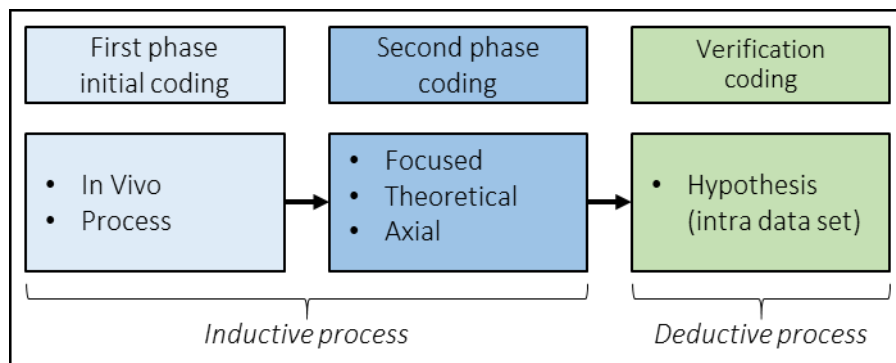 First phase
initial coding
Second phase
coding
Verification
coding
• In Vivo
• Process
• Focused
• Theoretical
• Axial
• Hypothesis
(intra data set)
Inductive process
Deductive process